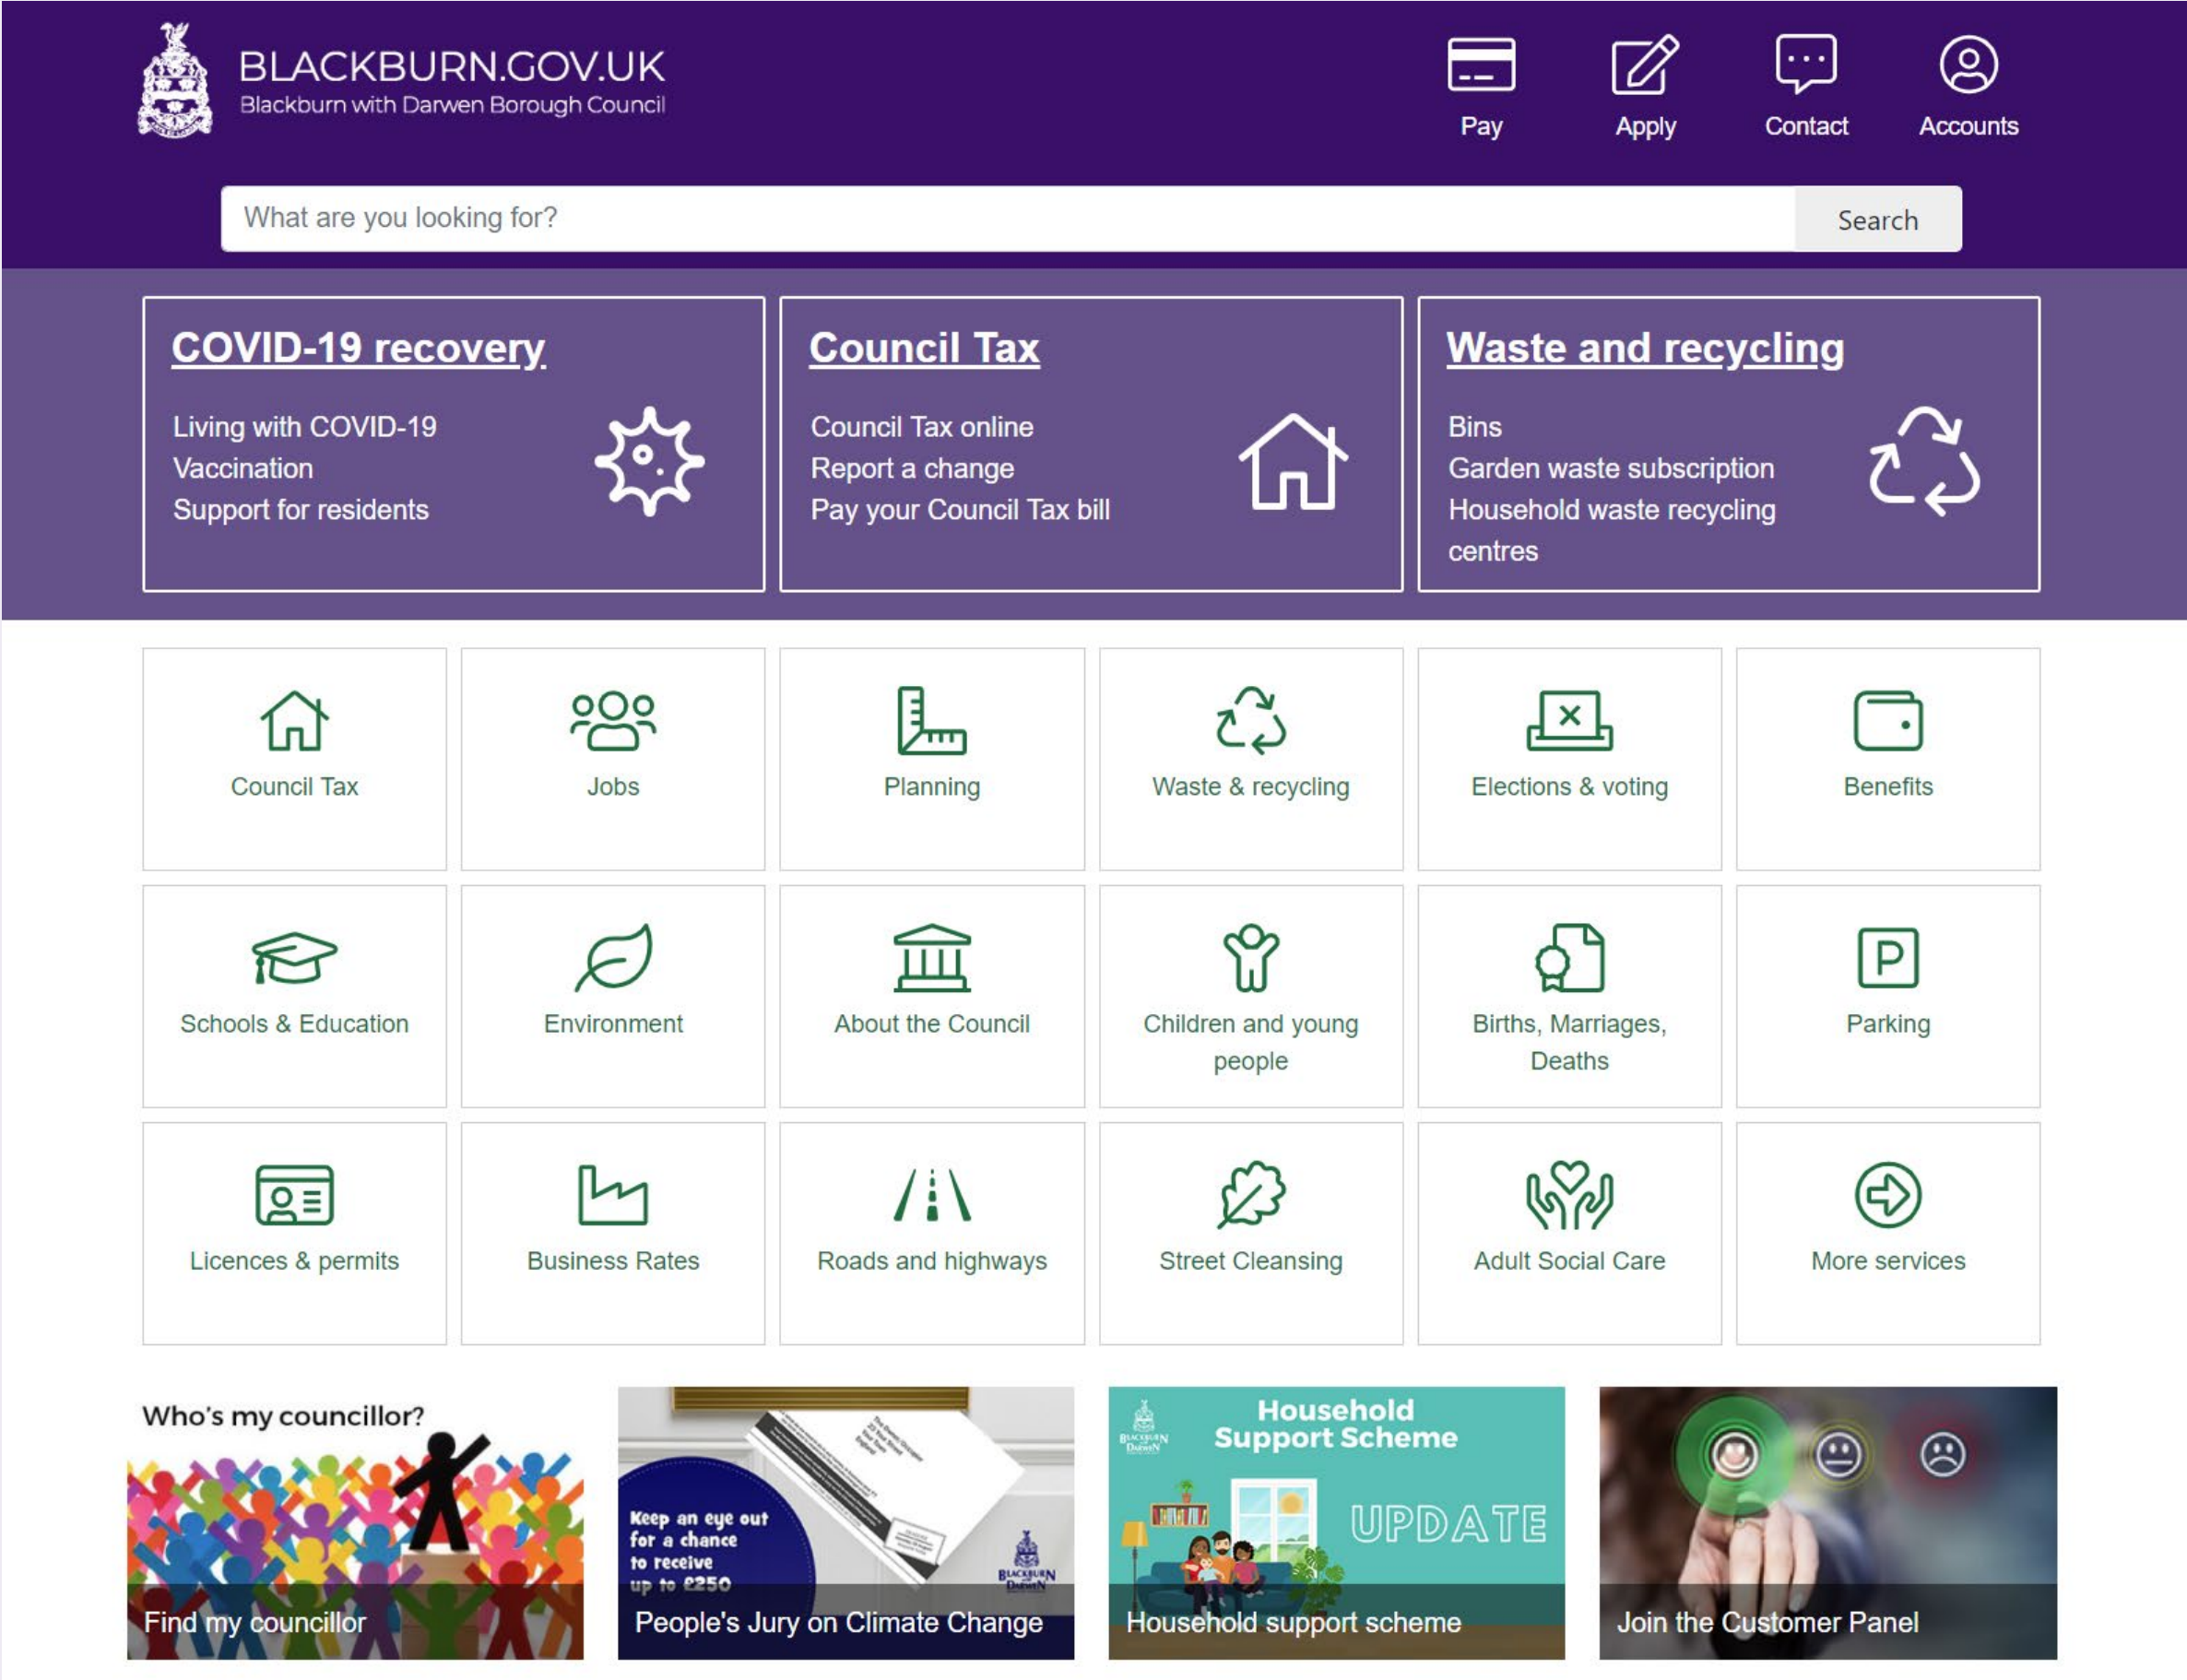 BLACKBURN.GOV.UK
Blackburn with Darwen Borough Council
Pay
Apply
Contact
Accounts
What are you looking for?
Search
COVID-19 recovery
Living with COVID-19
Vaccination
Support for residents
Council Tax
Council Tax online
Report a change
Pay your Council Tax bill
Waste and recycling
Bins
Garden waste subscription
Household waste recycling
centres
Council Tax
Jobs
Planning
Waste & recycling
Elections & voting
Benefits
Schools & Education
Environment
About the Council
Children and young
people
Births, Marriages,
Deaths
P
Parking
Licences & permits
Business Rates
Roads and highways
Street Cleansing
Adult Social Care
More services
Who's my councillor?
Find my councillor
Keep an eye out
for a chance
to receive
up to £250
BLACKBURN
DARWEN
People's Jury on Climate Change
BLACKBURN
DARWEN
Household
Support Scheme
UPDATE
Household support scheme
Join the Customer Panel